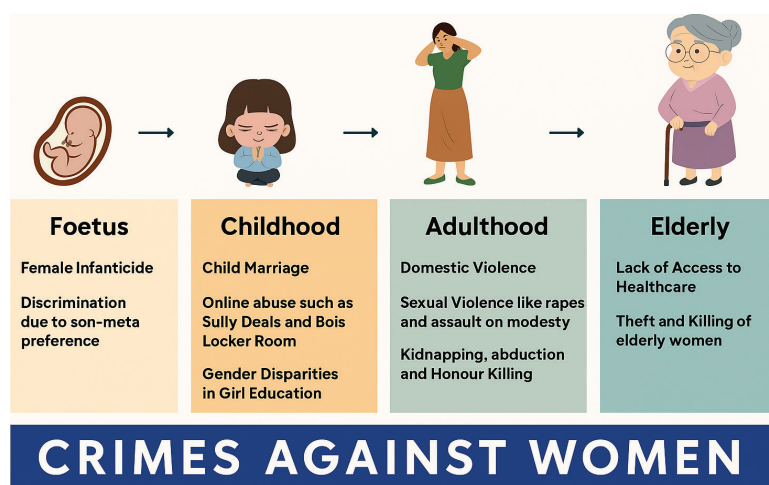 Foetus
Female Infanticide
Discrimination
due to son-meta
preference
Childhood
Child Marriage
Online abuse such as
Sully Deals and Bois
Locker Room
Gender Disparities
in Girl Education
Adulthood
Domestic Violence
Sexual Violence like rapes
and assault on modesty
Kidnapping, abduction
and Honour Killing
Elderly
Lack of Access to
Healthcare
Theft and Killing of
elderly women
CRIMES AGAINST WOMEN